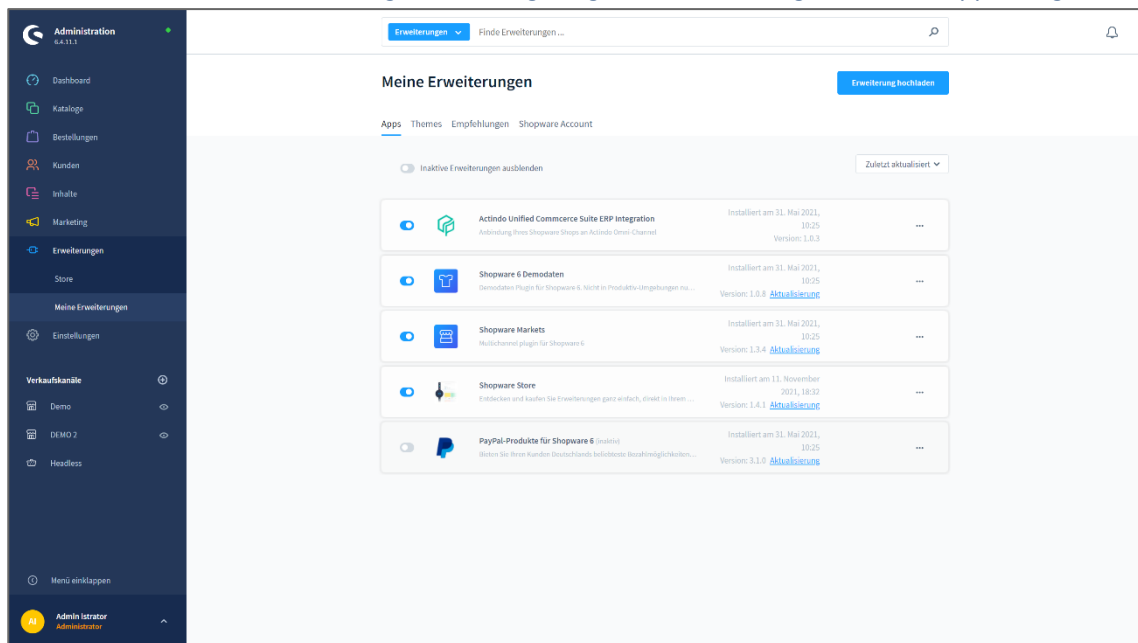 Administration
6.4.11.1
Dashboard
Kataloge
Bestellungen
Kunden
Inhalte
Marketing
Erweiterungen
Store
Meine Erweiterungen
Einstellungen
Verkaufskanäle
Demo
DEMO 2
Headless
Menü einklappen
AI
Admin istrator
Administrator
Erweiterungen
Finde Erweiterungen ...
Meine Erweiterungen
Erweiterung hochladen
Apps Themes Empfehlungen Shopware Account
Inaktive Erweiterungen ausblenden
Zuletzt aktualisiert
Actindo Unified Commcerce Suite ERP Integration
Anbindung Ihres Shopware Shops an Actindo Omni-Channel
Installiert am 31. Mai 2021,
10:25
Version: 1.0.3
Shopware 6 Demodaten
Demodaten Plugin für Shopware 6. Nicht in Produktiv-Umgebungen nu...
Installiert am 31. Mai 2021,
10:25
Version: 1.0.8 Aktualisierung
Shopware Markets
Multichannel plugin für Shopware 6
Installiert am 31. Mai 2021,
10:25
Version: 1.3.4 Aktualisierung
Shopware Store
Entdecken und kaufen Sie Erweiterungen ganz einfach, direkt in Ihrem ...
Installiert am 11. November
2021, 18:32
Version: 1.4.1 Aktualisierung
PayPal-Produkte für Shopware 6 (inaktiv)
Bieten Sie Ihren Kunden Deutschlands beliebteste Bezahlmöglichkeiten...
Installiert am 31. Mai 2021,
10:25
Version: 3.1.0 Aktualisierung